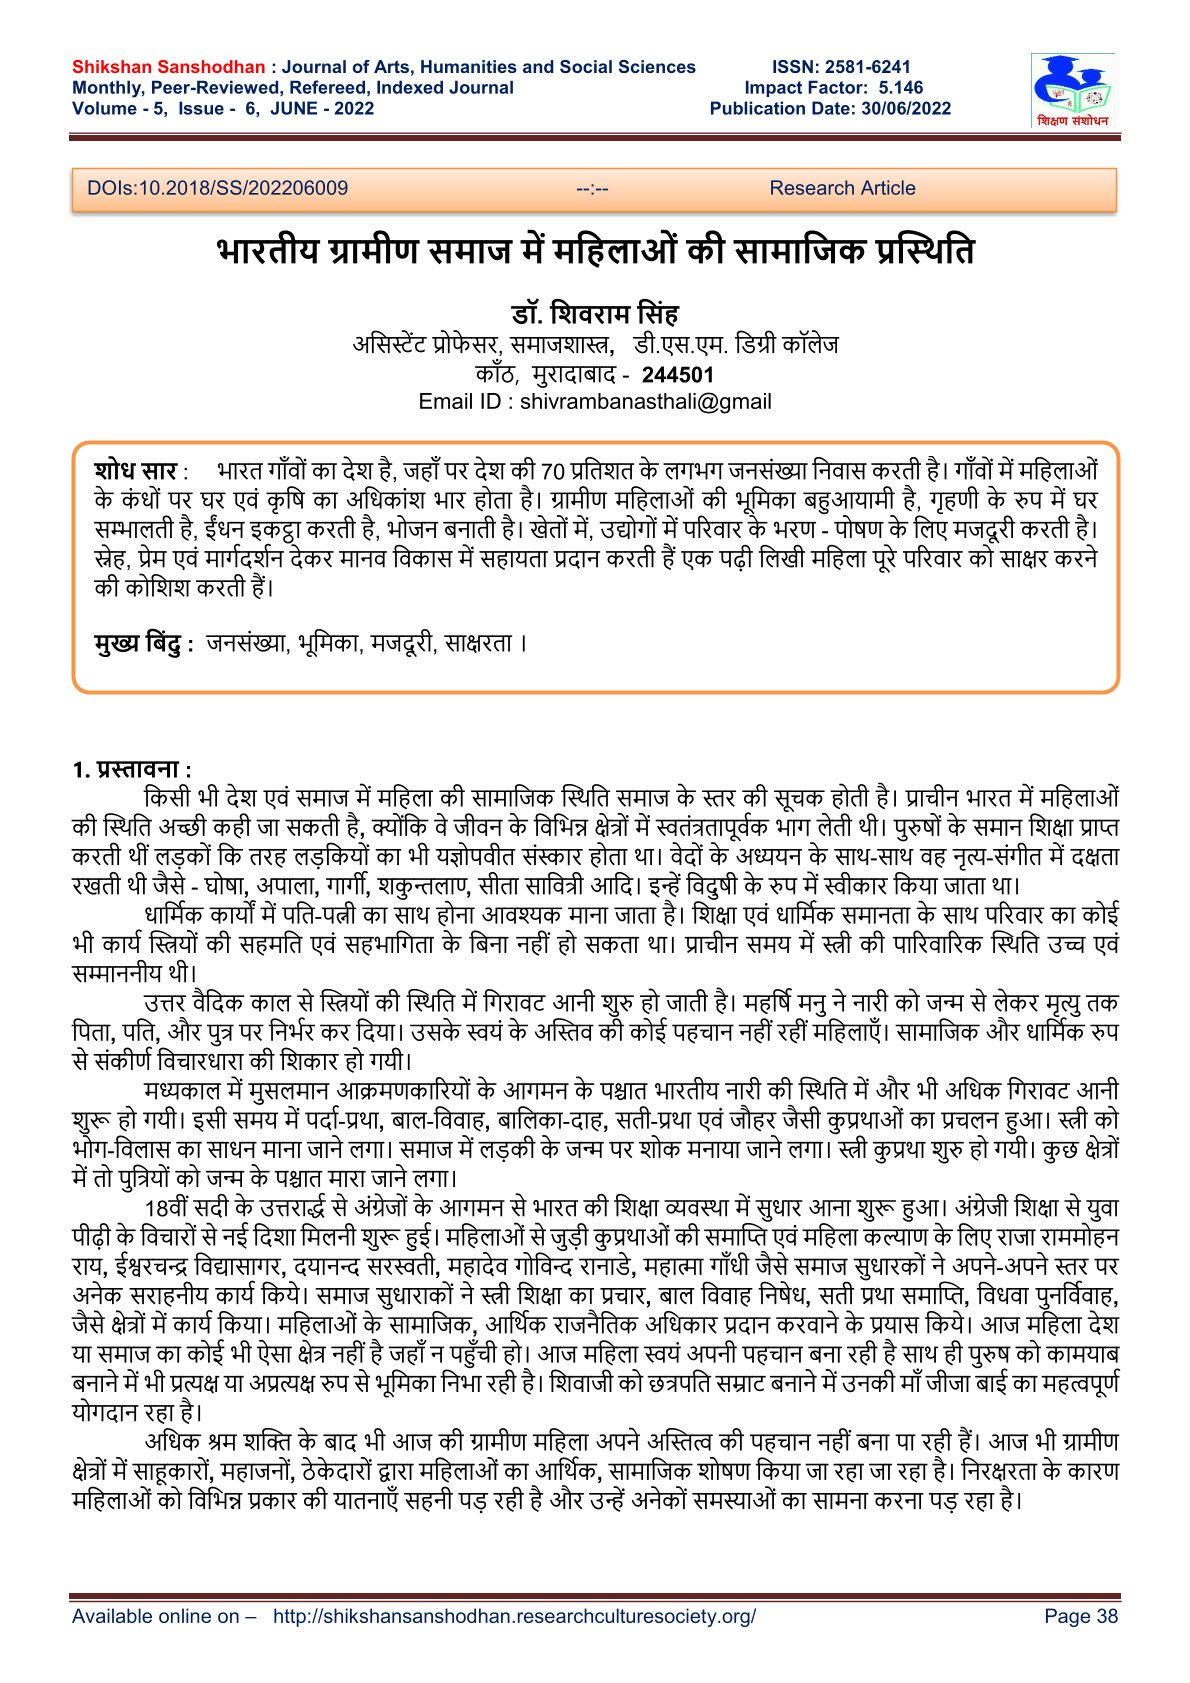 Shikshan Sanshodhan : Journal of Arts, Humanities and Social Sciences ISSN: 2581-6241
Monthly, Peer-Reviewed, Refereed, Indexed Journal Impact Factor: 5.146
Volume - 5, Issue - 6, JUNE - 2022 Publication Date: 30/06/2022
शिक्षण संशोधन
DOIs:10.2018/SS/202206009 --:-- Research Article
भारतीय ग्रामीण समाज में महिलाओं की सामाजिक प्रस्थिति
डॉ. शिवराम सिंह
असिस्टेंट प्रोफेसर, समाजशास्त्र, डी.एस.एम. डिग्री कॉलेज
काँठ, मुरादाबाद - 244501
Email ID : shivrambanasthali@gmail
शोध सार : भारत गाँवों का देश है, जहाँ पर देश की 70 प्रतिशत के लगभग जनसंख्या निवास करती है। गाँवों में महिलाओं
के कंधों पर घर एवं कृषि का अधिकांश भार होता है। ग्रामीण महिलाओं की भूमिका बहुआयामी है, गृहणी के रुप में घर
सम्भालती है, ईंधन इकट्ठा करती है, भोजन बनाती है। खेतों में, उद्योगों में परिवार के भरण - पोषण के लिए मजदूरी करती है।
स्नेह, प्रेम एवं मार्गदर्शन देकर मानव विकास में सहायता प्रदान करती हैं एक पढ़ी लिखी महिला पूरे परिवार को साक्षर करने
की कोशिश करती हैं।
मुख्य बिंदु : जनसंख्या, भूमिका, मजदूरी, साक्षरता ।
1. प्रस्तावना :
किसी भी देश एवं समाज में महिला की सामाजिक स्थिति समाज के स्तर की सूचक होती है। प्राचीन भारत में महिलाओं
की स्थिति अच्छी कही जा सकती है, क्योंकि वे जीवन के विभिन्न क्षेत्रों में स्वतंत्रतापूर्वक भाग लेती थी। पुरुषों के समान शिक्षा प्राप्त
करती थीं लड़कों कि तरह लड़कियों का भी यज्ञोपवीत संस्कार होता था। वेदों के अध्ययन के साथ-साथ वह नृत्य-संगीत में दक्षता
रखती थी जैसे - घोषा, अपाला, गार्गी, शकुन्तलाण, सीता सावित्री आदि। इन्हें विदुषी के रुप में स्वीकार किया जाता था।
धार्मिक कार्यों में पति-पत्नी का साथ होना आवश्यक माना जाता है। शिक्षा एवं धार्मिक समानता के साथ परिवार का कोई
भी कार्य स्त्रियों की सहमति एवं सहभागिता के बिना नहीं हो सकता था। प्राचीन समय में स्त्री की पारिवारिक स्थिति उच्च एवं
सम्माननीय थी।
उत्तर वैदिक काल से स्त्रियों की स्थिति में गिरावट आनी शुरु हो जाती है। महर्षि मनु ने नारी को जन्म से लेकर मृत्यु तक
पिता, पति, और पुत्र पर निर्भर कर दिया। उसके स्वयं के अस्तिव की कोई पहचान नहीं रहीं महिलाएँ। सामाजिक और धार्मिक रुप
से संकीर्ण विचारधारा की शिकार हो गयी।
मध्यकाल में मुसलमान आक्रमणकारियों के आगमन के पश्चात भारतीय नारी की स्थिति में और भी अधिक गिरावट आनी
शुरू हो गयी। इसी समय में पर्दा-प्रथा, बाल-विवाह, बालिका-दाह, सती-प्रथा एवं जौहर जैसी कुप्रथाओं का प्रचलन हुआ। स्त्री को
भोग-विलास का साधन माना जाने लगा। समाज में लड़की के जन्म पर शोक मनाया जाने लगा। स्त्री कुप्रथा शुरु हो गयी। कुछ क्षेत्रों
में तो पुत्रियों को जन्म के पश्चात मारा जाने लगा।
18वीं सदी के उत्तरार्द्ध से अंग्रेजों के आगमन से भारत की शिक्षा व्यवस्था में सुधार आना शुरू हुआ। अंग्रेजी शिक्षा से युवा
पीढ़ी के विचारों से नई दिशा मिलनी शुरू हुई। महिलाओं से जुड़ी कुप्रथाओं की समाप्ति एवं महिला कल्याण के लिए राजा राममोहन
राय, ईश्वरचन्द्र विद्यासागर, दयानन्द सरस्वती, महादेव गोविन्द रानाडे, महात्मा गाँधी जैसे समाज सुधारकों ने अपने-अपने स्तर पर
अनेक सराहनीय कार्य किये। समाज सुधाराकों ने स्त्री शिक्षा का प्रचार, बाल विवाह निषेध, सती प्रथा समाप्ति, विधवा पुनर्विवाह,
जैसे क्षेत्रों में कार्य किया। महिलाओं के सामाजिक, आर्थिक राजनैतिक अधिकार प्रदान करवाने के प्रयास किये। आज महिला देश
या समाज का कोई भी ऐसा क्षेत्र नहीं है जहाँ न पहुँची हो। आज महिला स्वयं अपनी पहचान बना रही है साथ ही पुरुष को कामयाब
बनाने में भी प्रत्यक्ष या अप्रत्यक्ष रुप से भूमिका निभा रही है। शिवाजी को छत्रपति सम्राट बनाने में उनकी माँ जीजा बाई का महत्वपूर्ण
योगदान रहा है।
अधिक श्रम शक्ति के बाद भी आज की ग्रामीण महिला अपने अस्तित्व की पहचान नहीं बना पा रही हैं। आज भी ग्रामीण
क्षेत्रों में साहूकारों, महाजनों, ठेकेदारों द्वारा महिलाओं का आर्थिक, सामाजिक शोषण किया जा रहा जा रहा है। निरक्षरता के कारण
महिलाओं को विभिन्न प्रकार की यातनाएँ सहनी पड़ रही है और उन्हें अनेकों समस्याओं का सामना करना पड़ रहा है।
Available online on – http://shikshansanshodhan.researchculturesociety.org/ Page 38